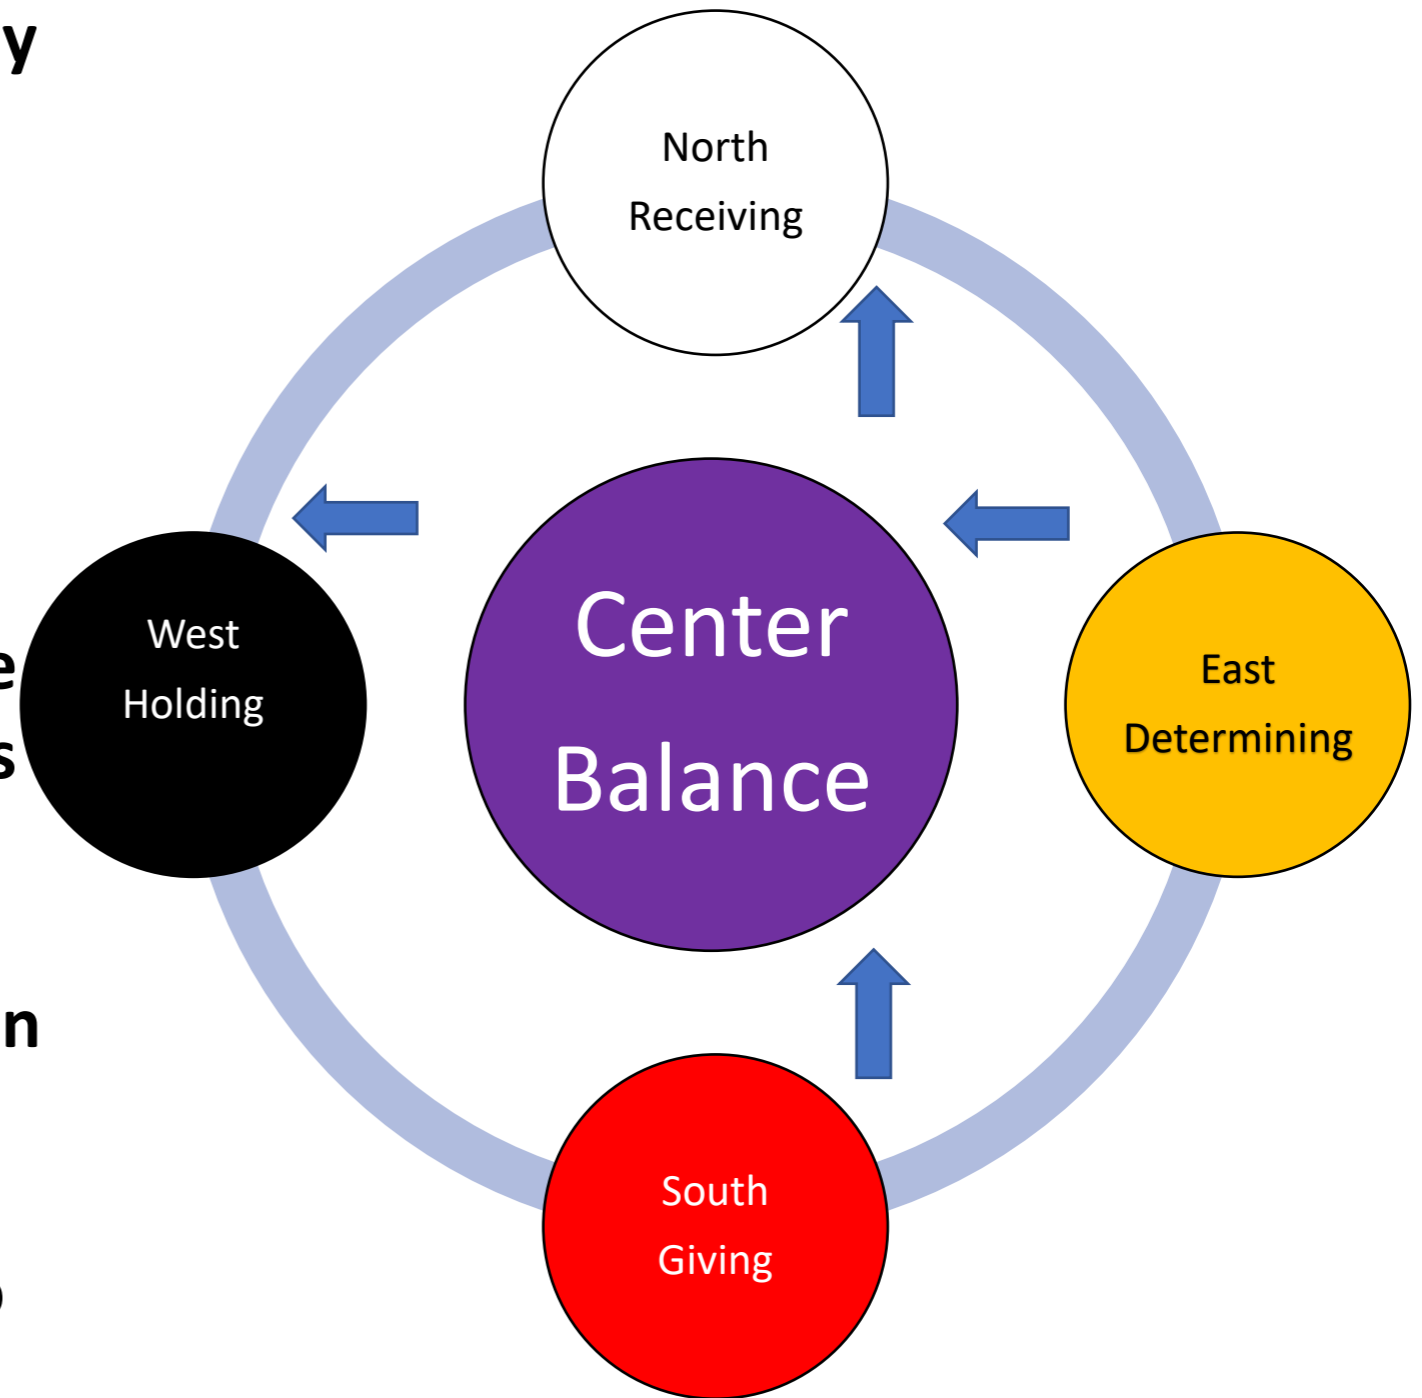 y
North
Receiving
West
Holding
e
s
Center
Balance
East
Determining
n
South
Giving